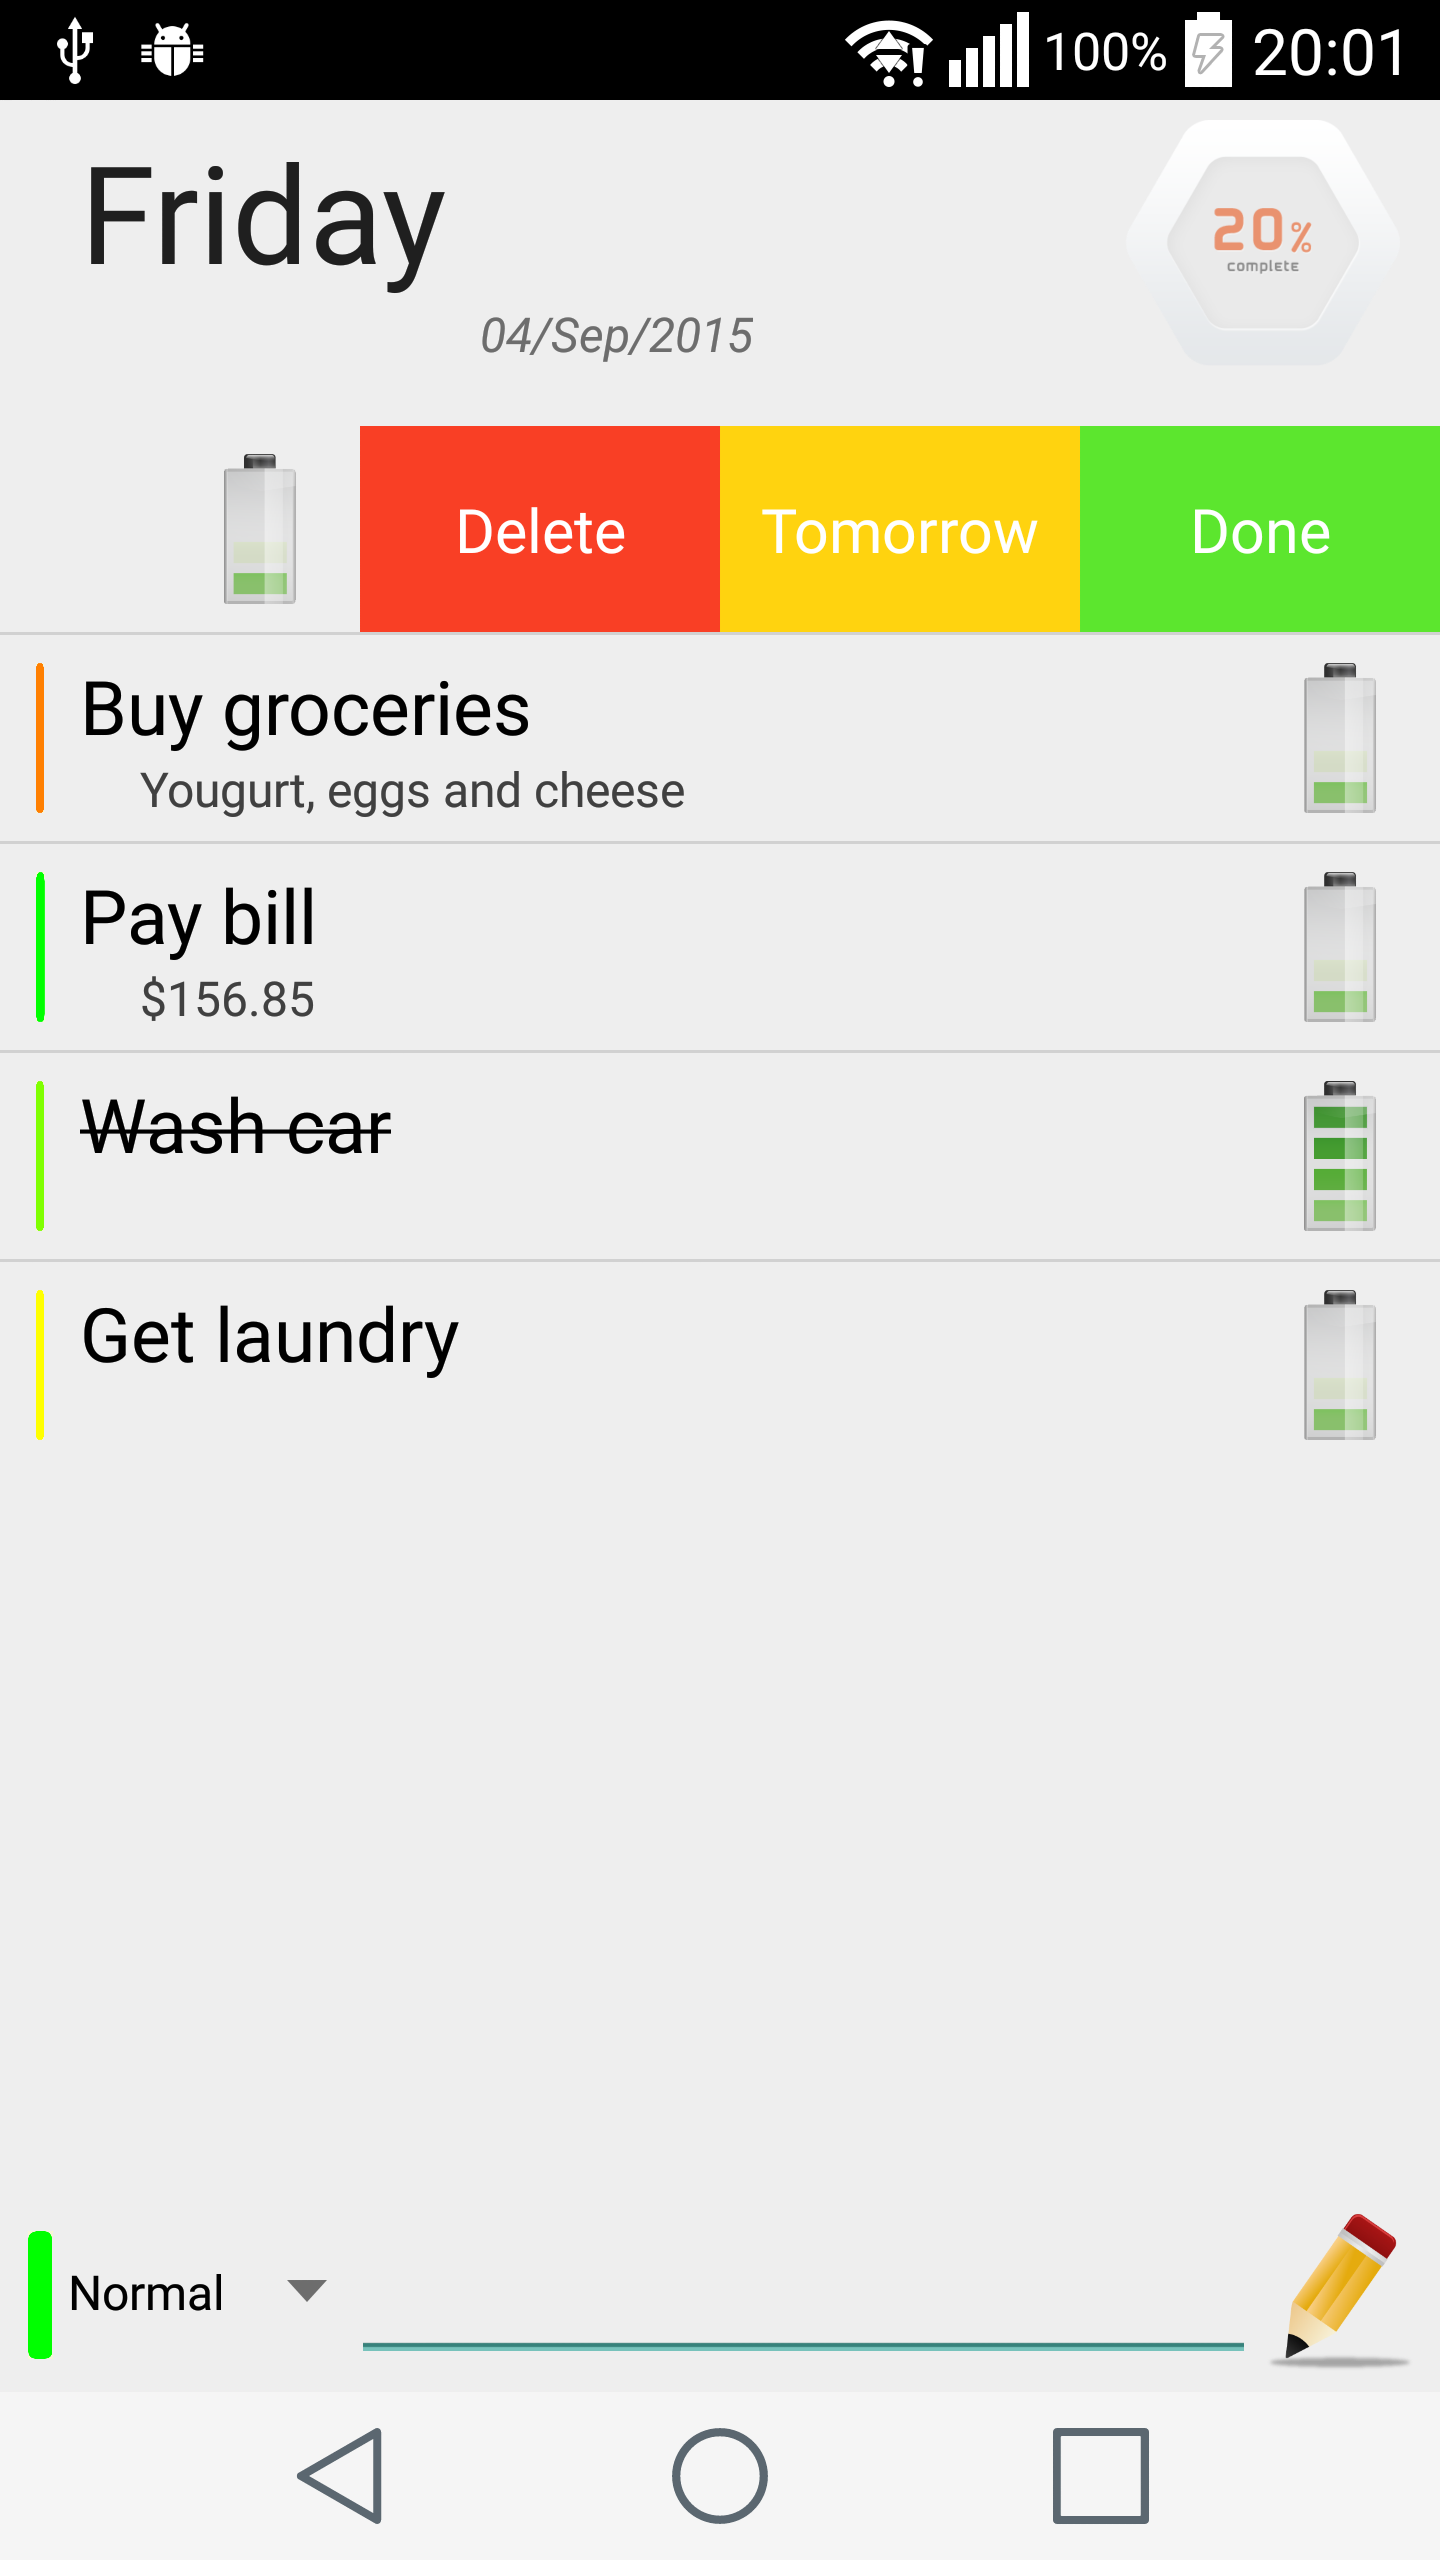 100% 20:01
Friday
20%
complete
04/Sep/2015
Delete Tomorrow Done
Buy groceries
Yougurt, eggs and cheese
Pay bill
$156.85
Wash car
Get laundry
Normal